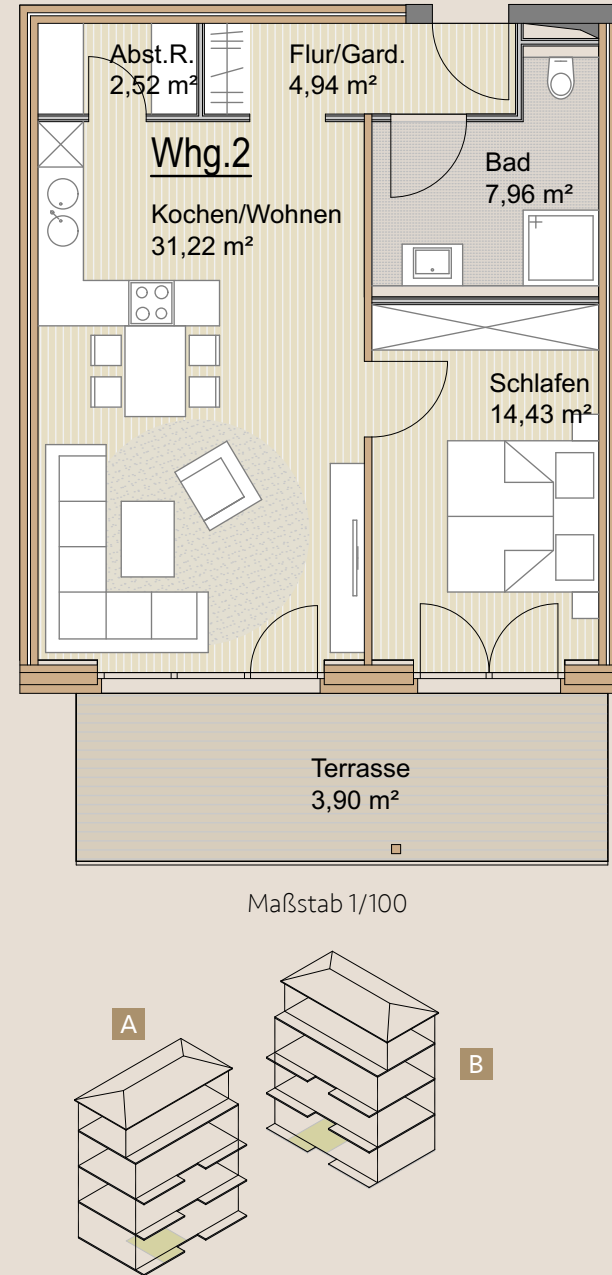 Abst.R.
2,52 m²
Flur/Gard.
4,94 m²
Whg.2
Kochen/Wohnen
31,22 m²
Bad
7,96 m²
Schlafen
14,43 m²
Terrasse
3,90 m²
Maßstab 1/100
A
B